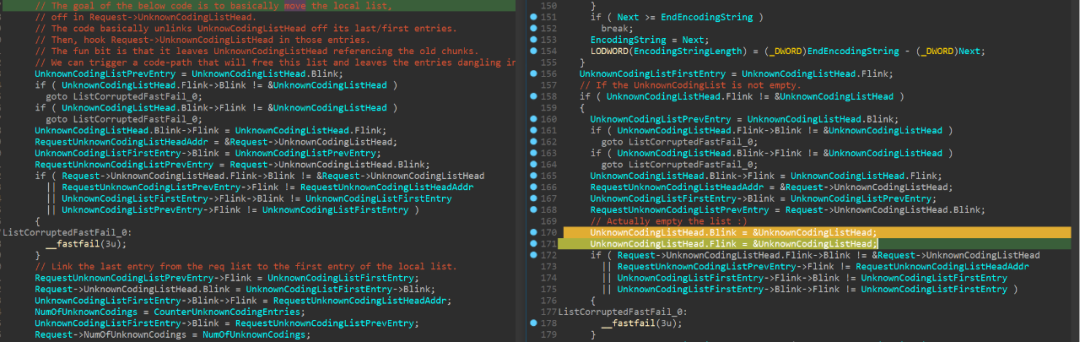 // The goal of the below code is to basically move the local list,
// off in Request->UnknownCodingListHead.
// The code basically unlinks UnknowCodingListHead off its last/first entries.
// Then, hook Request->UnknownCodingListHead in those entries.
// The fun bit is that it leaves UnknownCodingListHead referencing the old chunks.
// We can trigger a code-path that will free this list and leaves the entries dangling in
UnknownCodingListPrevEntry = UnknownCodingListHead.Blink;
if ( UnknownCodingListHead.Flink->Blink != &UnknownCodingListHead )
goto ListCorruptedFastFail_0;
if ( UnknownCodingListHead.Blink->Flink != &UnknownCodingListHead )
goto ListCorruptedFastFail_0;
UnknownCodingListHead.Blink->Flink = UnknownCodingListHead.Flink;
RequestUnknownCodingListHeadAddr = &Request->UnknownCodingListHead;
UnknownCodingListFirstEntry->Blink = UnknownCodingListPrevEntry;
RequestUnknownCodingListPrevEntry = Request->UnknownCodingListHead.Blink;
if ( Request->UnknownCodingListHead.Flink->Blink != &Request->UnknownCodingListHead
|| RequestUnknownCodingListPrevEntry->Flink != RequestUnknownCodingListHeadAddr
|| UnknownCodingListFirstEntry->Flink->Blink != UnknownCodingListFirstEntry
|| UnknownCodingListPrevEntry->Flink != UnknownCodingListFirstEntry )
{
ListCorruptedFastFail_0:
__fastfail(3u);
}
// Link the last entry from the req list to the first entry of the local list.
RequestUnknownCodingListPrevEntry->Flink = UnknownCodingListFirstEntry;
Request->UnknownCodingListHead.Blink = UnknownCodingListFirstEntry->Blink;
UnknownCodingListFirstEntry->Blink->Flink = RequestUnknownCodingListHeadAddr;
NumOfUnknownCodings = CounterUnknownCodingEntries;
UnknownCodingListFirstEntry->Blink = RequestUnknownCodingListPrevEntry;
Request->NumOfUnknownCodings = NumOfUnknownCodings;
150 }
151 if ( Next >= EndEncodingString )
152 break;
153 EncodingString = Next;
154 LODWORD(EncodingStringLength) = (_DWORD)EndEncodingString - (_DWORD)Next;
155 }
156 UnknownCodingListFirstEntry = UnknownCodingListHead.Flink;
157 // If the UnknownCodingList is not empty.
158 if ( UnknownCodingListHead.Flink != &UnknownCodingListHead )
159 {
160 UnknownCodingListPrevEntry = UnknownCodingListHead.Blink;
161 if ( UnknownCodingListHead.Flink->Blink != &UnknownCodingListHead )
162 goto ListCorruptedFastFail_0;
163 if ( UnknownCodingListHead.Blink->Flink != &UnknownCodingListHead )
164 goto ListCorruptedFastFail_0;
165 UnknownCodingListHead.Blink->Flink = UnknownCodingListHead.Flink;
166 RequestUnknownCodingListHeadAddr = &Request->UnknownCodingListHead;
167 UnknownCodingListFirstEntry->Blink = UnknownCodingListPrevEntry;
168 RequestUnknownCodingListPrevEntry = Request->UnknownCodingListHead.Blink;
169 // Actually empty the list :)
170 UnknownCodingListHead.Blink = &UnknownCodingListHead;
171 UnknownCodingListHead.Flink = &UnknownCodingListHead;
172 if ( Request->UnknownCodingListHead.Flink->Blink != &Request->UnknownCodingListHead
173 || RequestUnknownCodingListPrevEntry->Flink != RequestUnknownCodingListHeadAddr
174 || UnknownCodingListFirstEntry->Flink->Blink != UnknownCodingListFirstEntry
175 || UnknownCodingListFirstEntry->Blink->Flink != UnknownCodingListFirstEntry )
176 {
177 ListCorruptedFastFail_0:
178 __fastfail(3u);
179 }